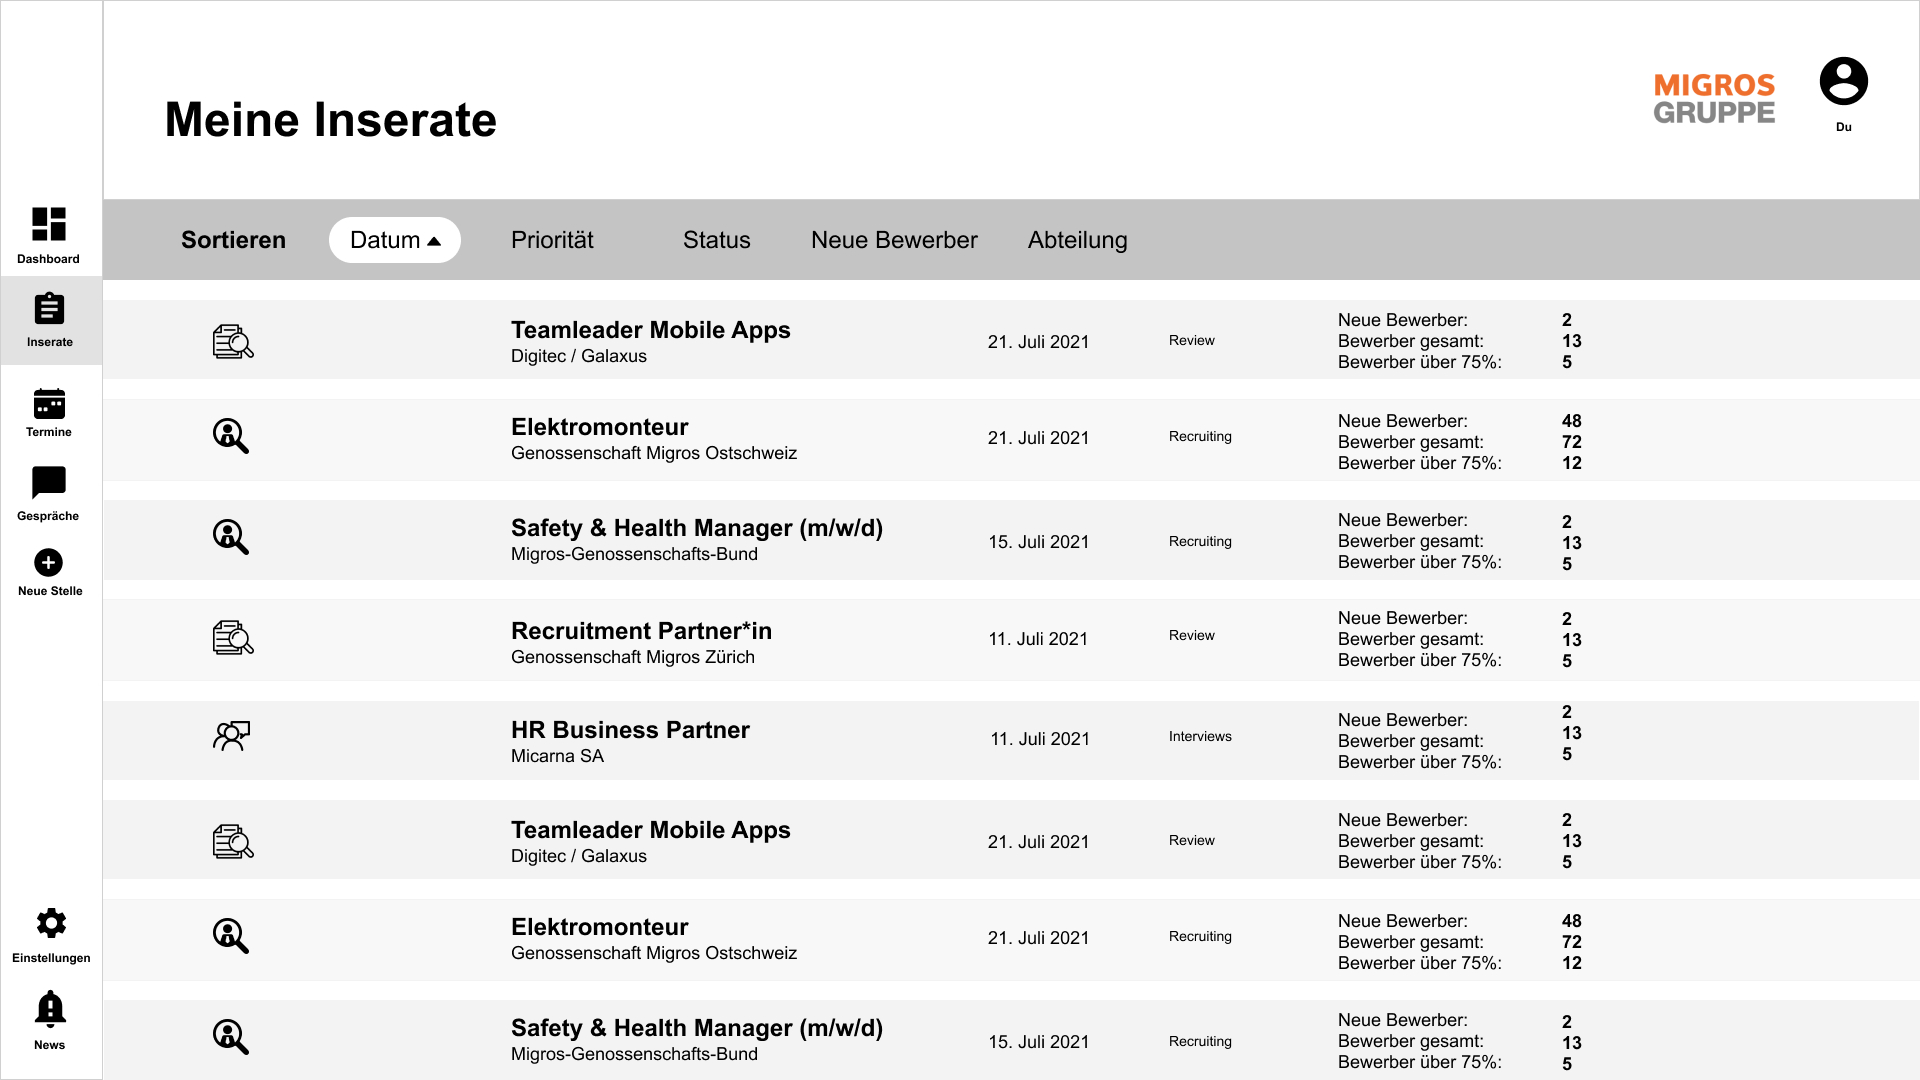 Meine Inserate
MIGROS
GRUPPE
Du
Dashboard
Inserate
Termine
Gespräche
Neue Stelle
Einstellungen
News
Sortieren Datum Priorität Status Neue Bewerber Abteilung
Teamleader Mobile Apps
Digitec / Galaxus
21. Juli 2021
Review
Neue Bewerber: 2
Bewerber gesamt: 13
Bewerber über 75%: 5
Elektromonteur
Genossenschaft Migros Ostschweiz
21. Juli 2021
Recruiting
Neue Bewerber: 48
Bewerber gesamt: 72
Bewerber über 75%: 12
Safety & Health Manager (m/w/d)
Migros-Genossenschafts-Bund
15. Juli 2021
Recruiting
Neue Bewerber: 2
Bewerber gesamt: 13
Bewerber über 75%: 5
Recruitment Partner*in
Genossenschaft Migros Zürich
11. Juli 2021
Review
Neue Bewerber: 2
Bewerber gesamt: 13
Bewerber über 75%: 5
HR Business Partner
Micarna SA
11. Juli 2021
Interviews
Neue Bewerber: 2
Bewerber gesamt: 13
Bewerber über 75%: 5
Teamleader Mobile Apps
Digitec / Galaxus
21. Juli 2021
Review
Neue Bewerber: 2
Bewerber gesamt: 13
Bewerber über 75%: 5
Elektromonteur
Genossenschaft Migros Ostschweiz
21. Juli 2021
Recruiting
Neue Bewerber: 48
Bewerber gesamt: 72
Bewerber über 75%: 12
Safety & Health Manager (m/w/d)
Migros-Genossenschafts-Bund
15. Juli 2021
Recruiting
Neue Bewerber: 2
Bewerber gesamt: 13
Bewerber über 75%: 5